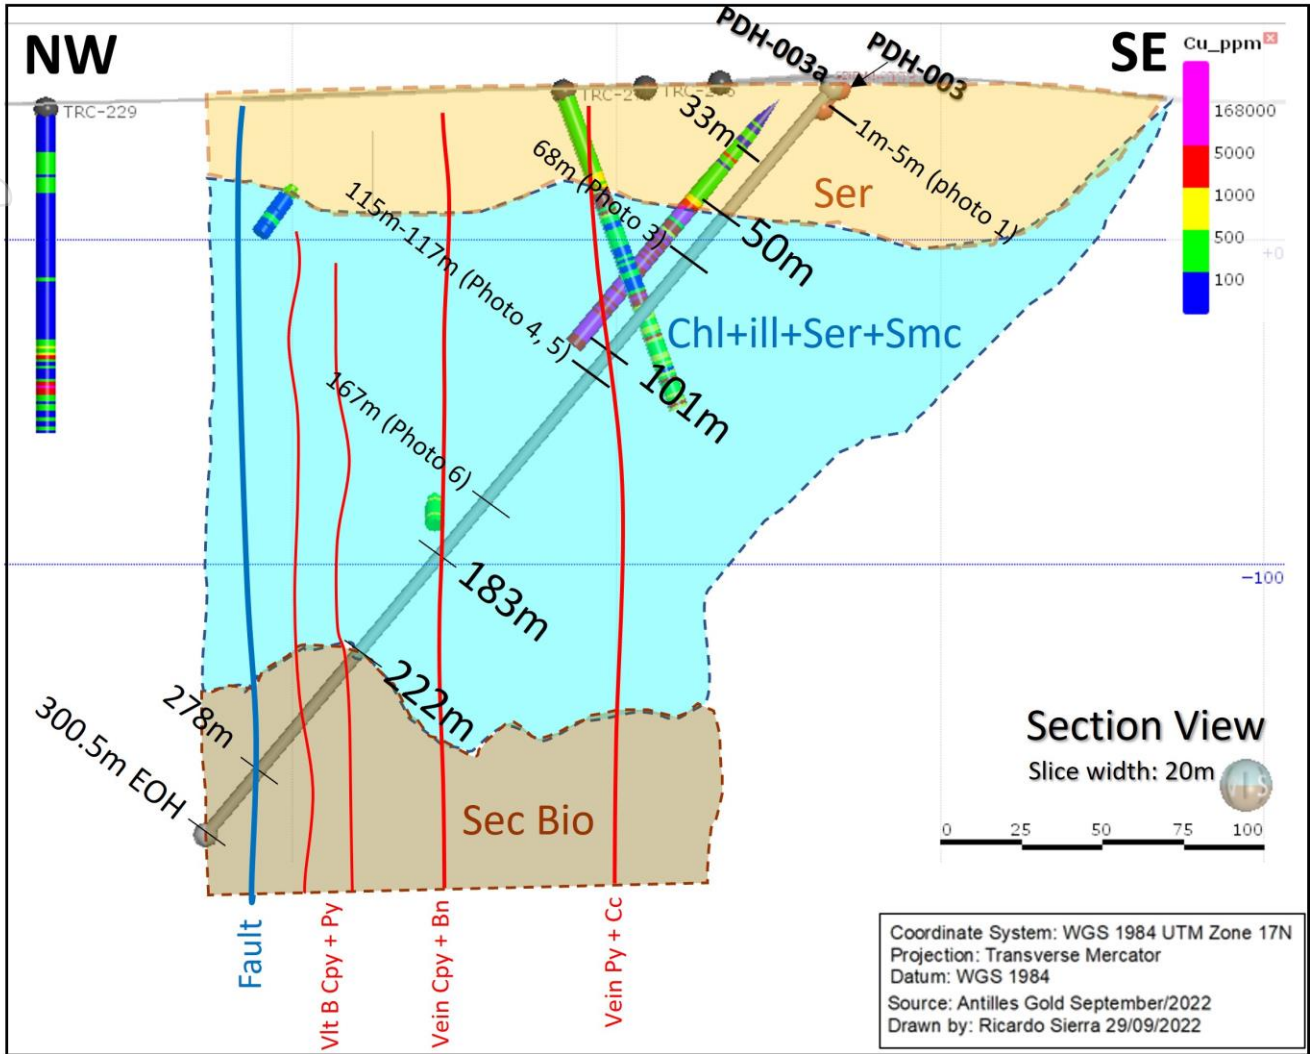 NW
SE
Cu_ppm
168000
5000
1000
500
100
TRC-229
PDH-003a
PDH-003
33m
1m-5m (photo 1)
68m (Photo 3)
Ser
50m
+0
115m-117m (Photo 4, 5)
Chl+ill+Ser+Smc
101m
167m (Photo 6)
-100
183m
222m
278m
300.5m EOH
Sec Bio
Section View
Slice width: 20m
0 25 50 75 100
Fault
Vlt B Cpy + Py
Vein Cpy + Bn
Vein Py + Cc
Coordinate System: WGS 1984 UTM Zone 17N
Projection: Transverse Mercator
Datum: WGS 1984
Source: Antilles Gold September/2022
Drawn by: Ricardo Sierra 29/09/2022